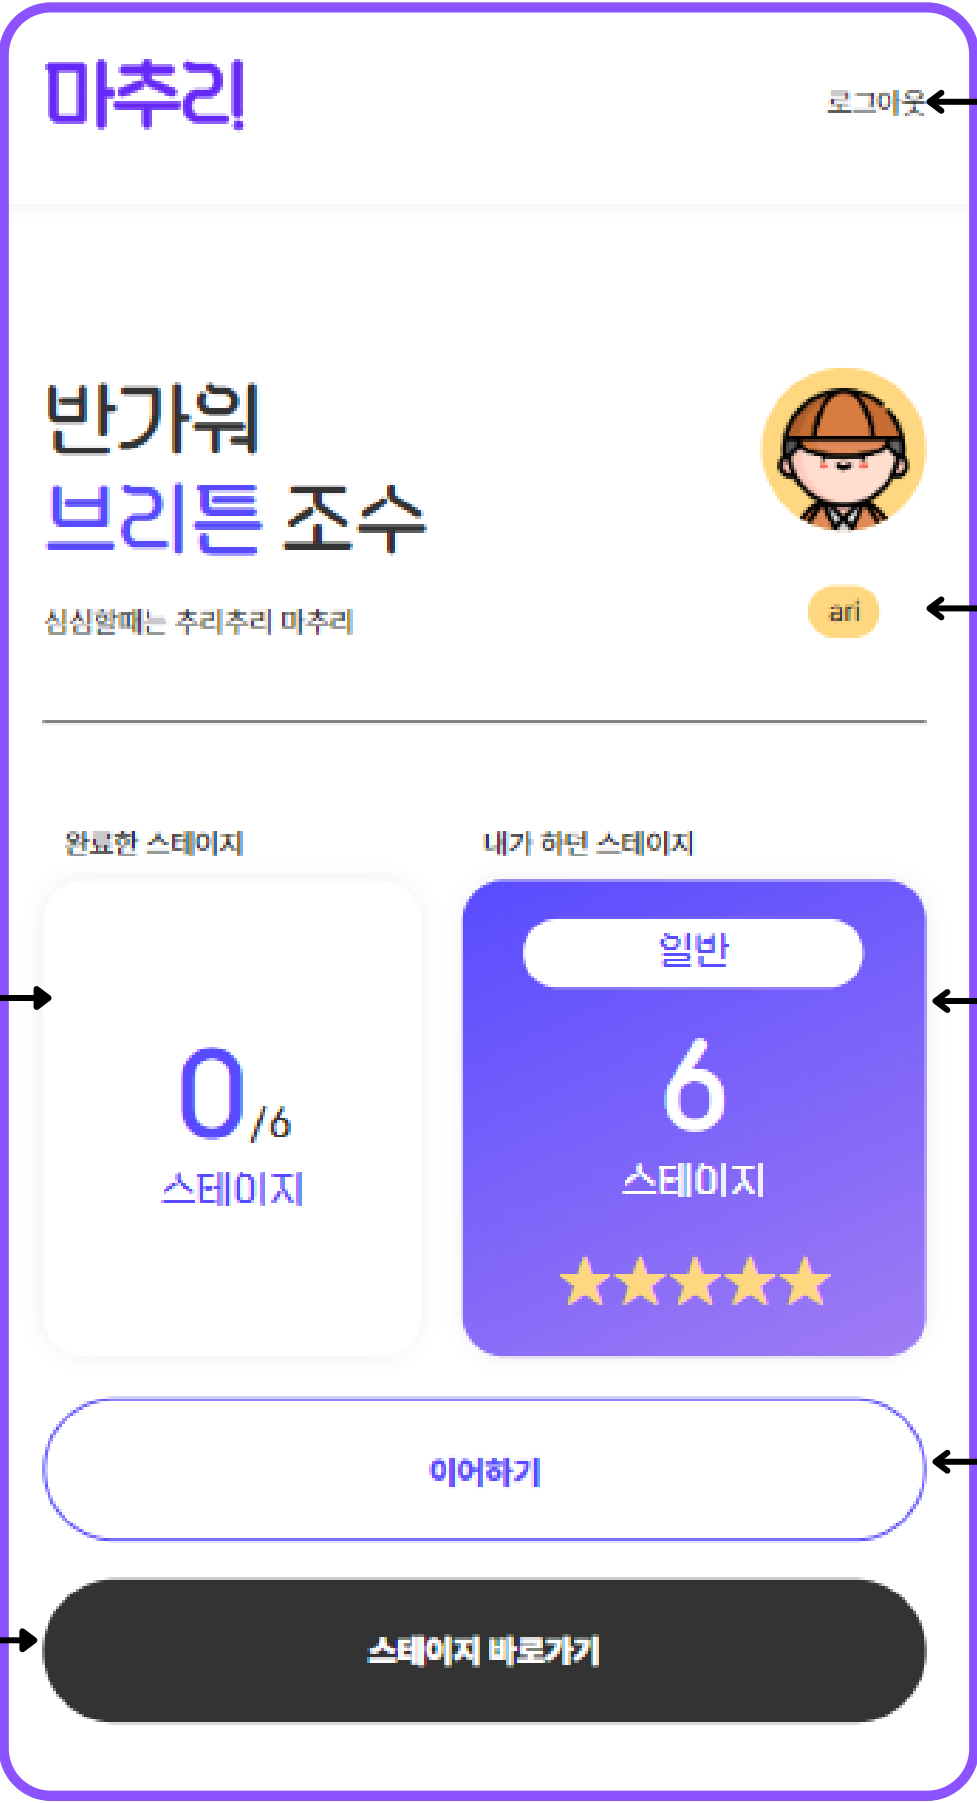 마추리!
로그아웃
반가워
브리튼 조수
심심할때는 추리추리 마추리
ari
완료한 스테이지
내가 하던 스테이지
0/6
스테이지
일반
6
스테이지
이어하기
스테이지 바로가기